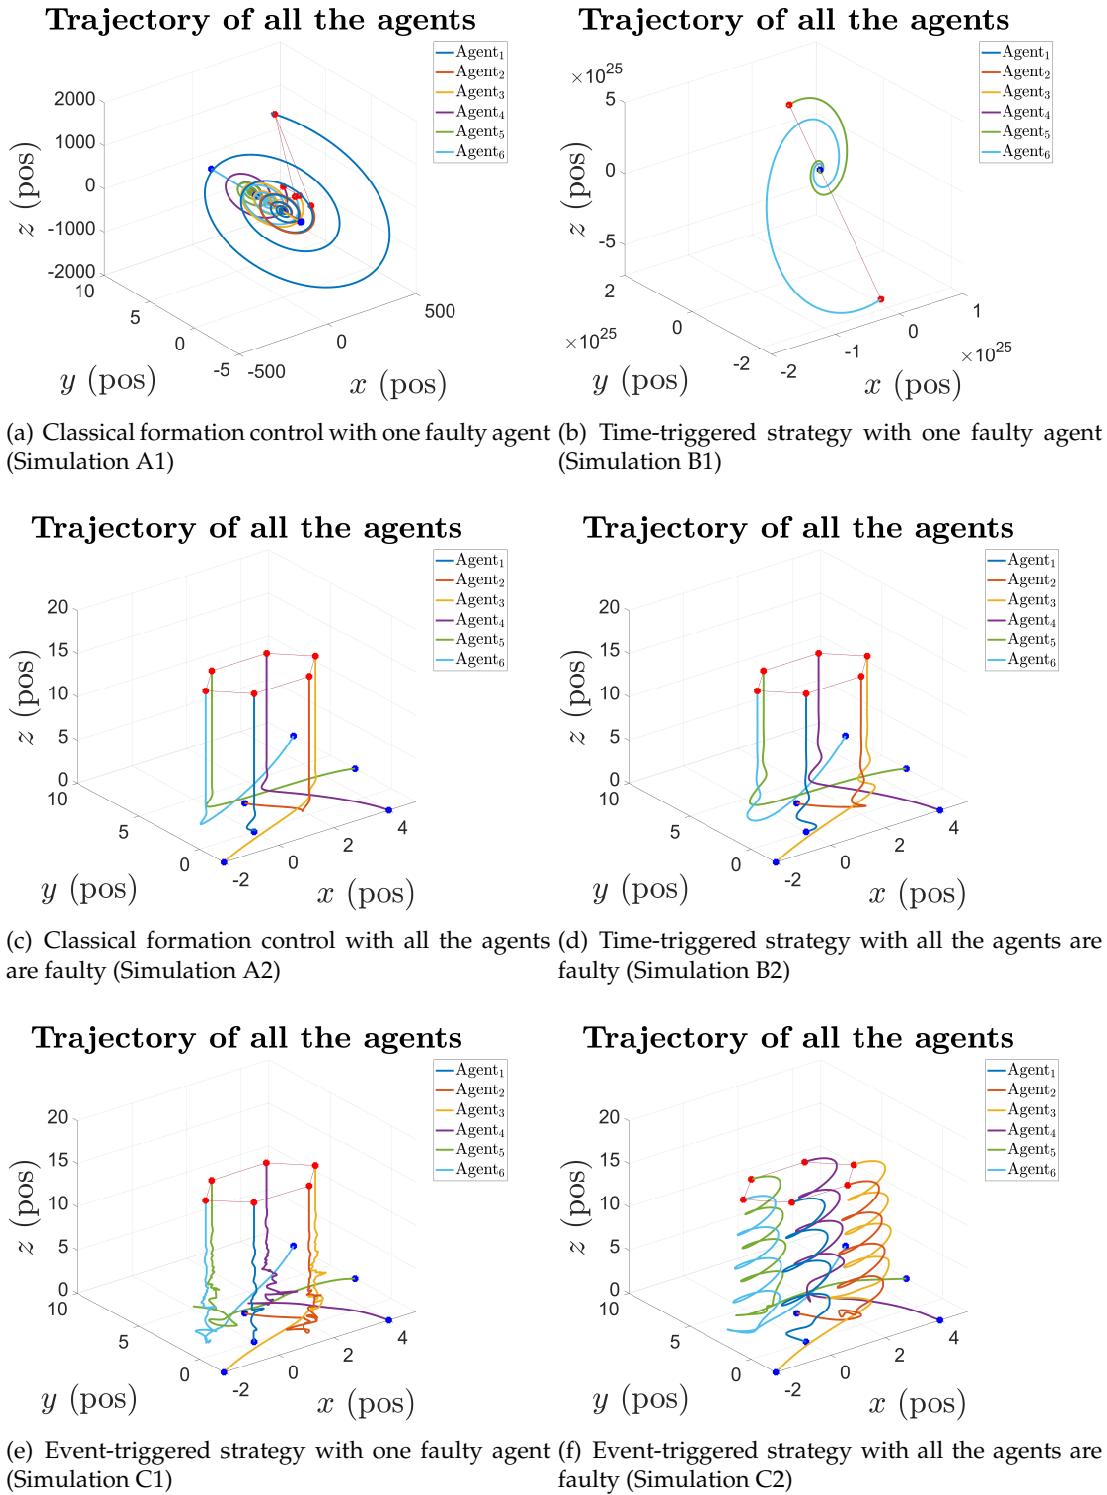 Trajectory of all the agents
Agent1
Agent2
Agent3
Agent4
Agent5
Agent6
2000
1000
0
-1000
-2000
z (pos)
10
5
0
-5
y (pos)
-500
0
500
x (pos)
(a) Classical formation control with one faulty agent
(Simulation A1)
Trajectory of all the agents
Agent1
Agent2
Agent3
Agent4
Agent5
Agent6
×10^25
5
0
-5
z (pos)
2
0
-2
×10^25
y (pos)
-2
-1
0
1
×10^25
x (pos)
(b) Time-triggered strategy with one faulty agent
(Simulation B1)
Trajectory of all the agents
Agent1
Agent2
Agent3
Agent4
Agent5
Agent6
20
15
10
5
0
z (pos)
10
5
0
y (pos)
-2
0
2
4
x (pos)
(c) Classical formation control with all the agents
are faulty (Simulation A2)
Trajectory of all the agents
Agent1
Agent2
Agent3
Agent4
Agent5
Agent6
20
15
10
5
0
z (pos)
10
5
0
y (pos)
-2
0
2
4
x (pos)
(d) Time-triggered strategy with all the agents are
faulty (Simulation B2)
Trajectory of all the agents
Agent1
Agent2
Agent3
Agent4
Agent5
Agent6
20
15
10
5
0
z (pos)
10
5
0
y (pos)
-2
0
2
4
x (pos)
(e) Event-triggered strategy with one faulty agent
(Simulation C1)
Trajectory of all the agents
Agent1
Agent2
Agent3
Agent4
Agent5
Agent6
20
15
10
5
0
z (pos)
10
5
0
y (pos)
-2
0
2
4
x (pos)
(f) Event-triggered strategy with all the agents are
faulty (Simulation C2)